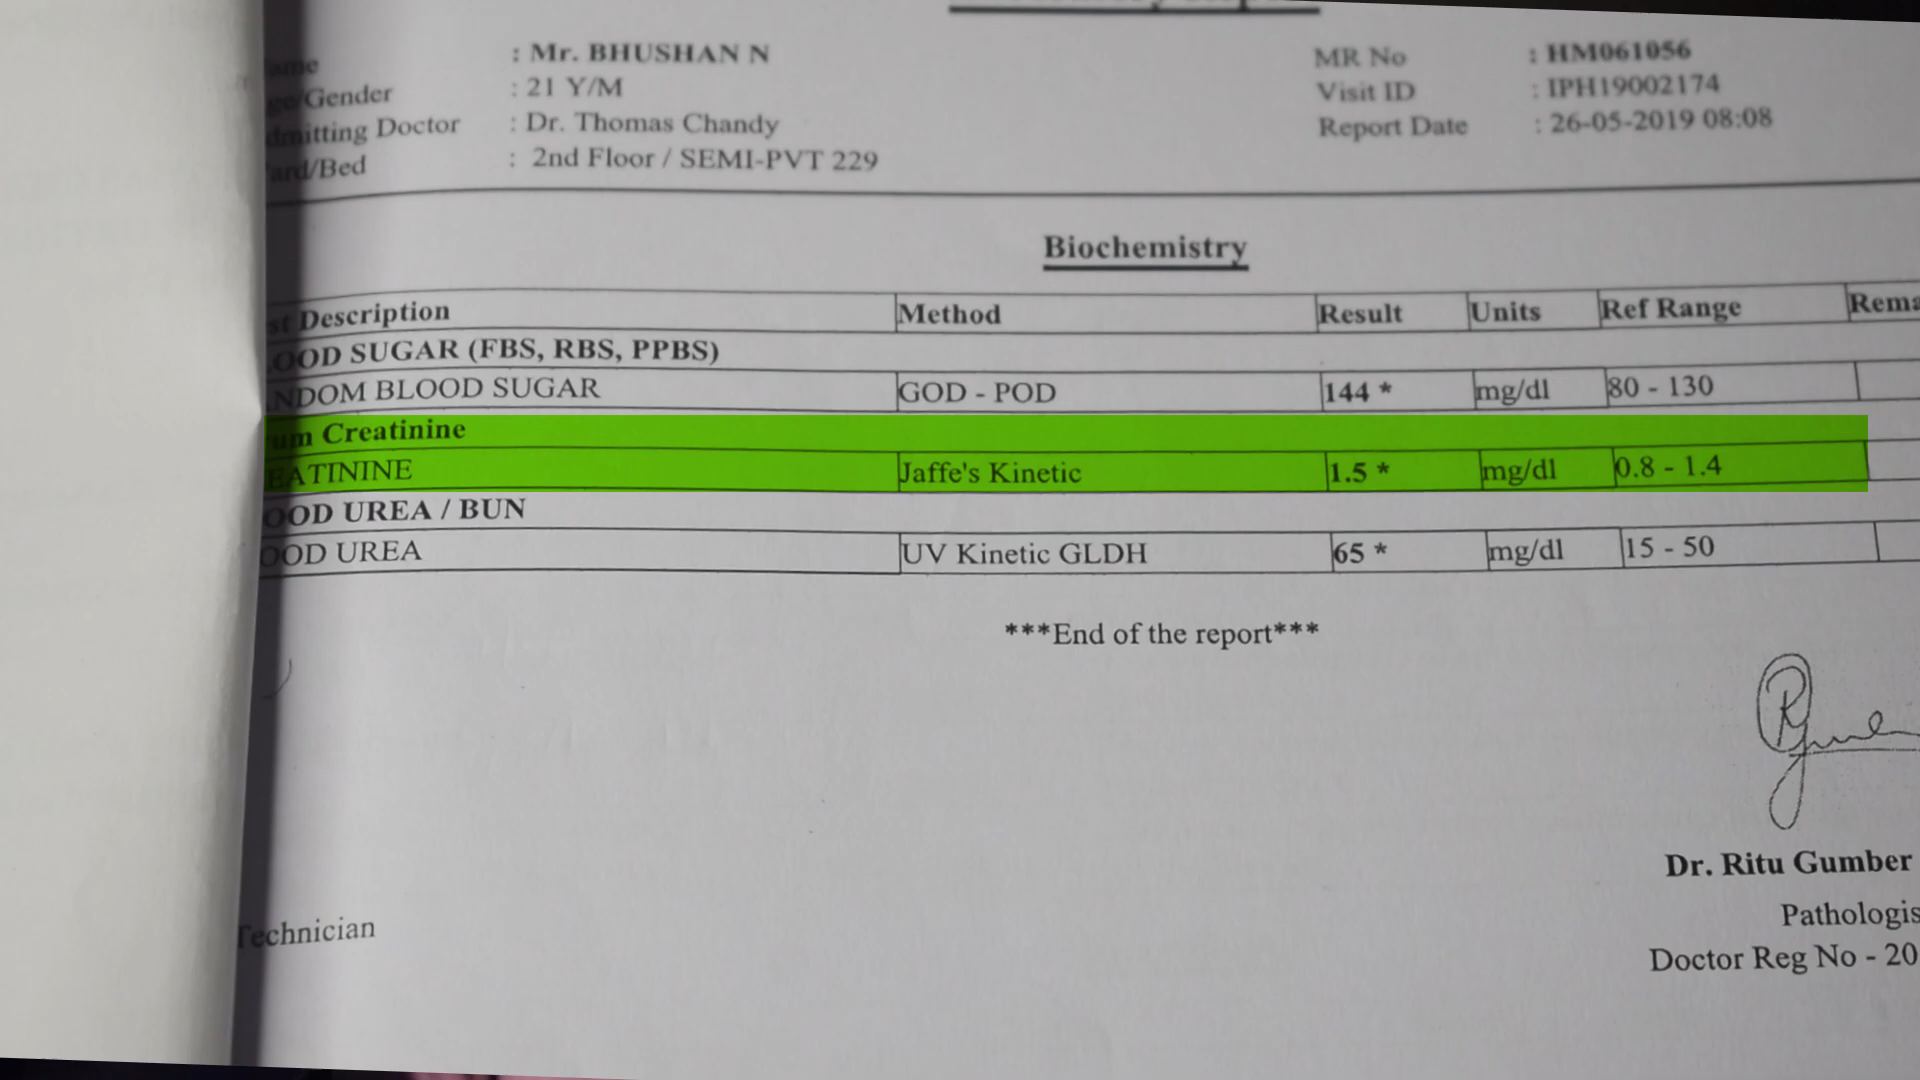 ame : Mr. BHUSHAN N MR No : HM061056
ge/Gender : 21 Y/M Visit ID : IPH19002174
dmitting Doctor : Dr. Thomas Chandy Report Date : 26-05-2019 08:08
ard/Bed : 2nd Floor / SEMI-PVT 229
Biochemistry
st Description Method Result Units Ref Range Rema
OOD SUGAR (FBS, RBS, PPBS)
NDOM BLOOD SUGAR GOD - POD 144 * mg/dl 80 - 130
um Creatinine
EATININE Jaffe's Kinetic 1.5 * mg/dl 0.8 - 1.4
OOD UREA / BUN
OOD UREA UV Kinetic GLDH 65 * mg/dl 15 - 50
***End of the report***
Dr. Ritu Gumber
Pathologis
Technician
Doctor Reg No - 20